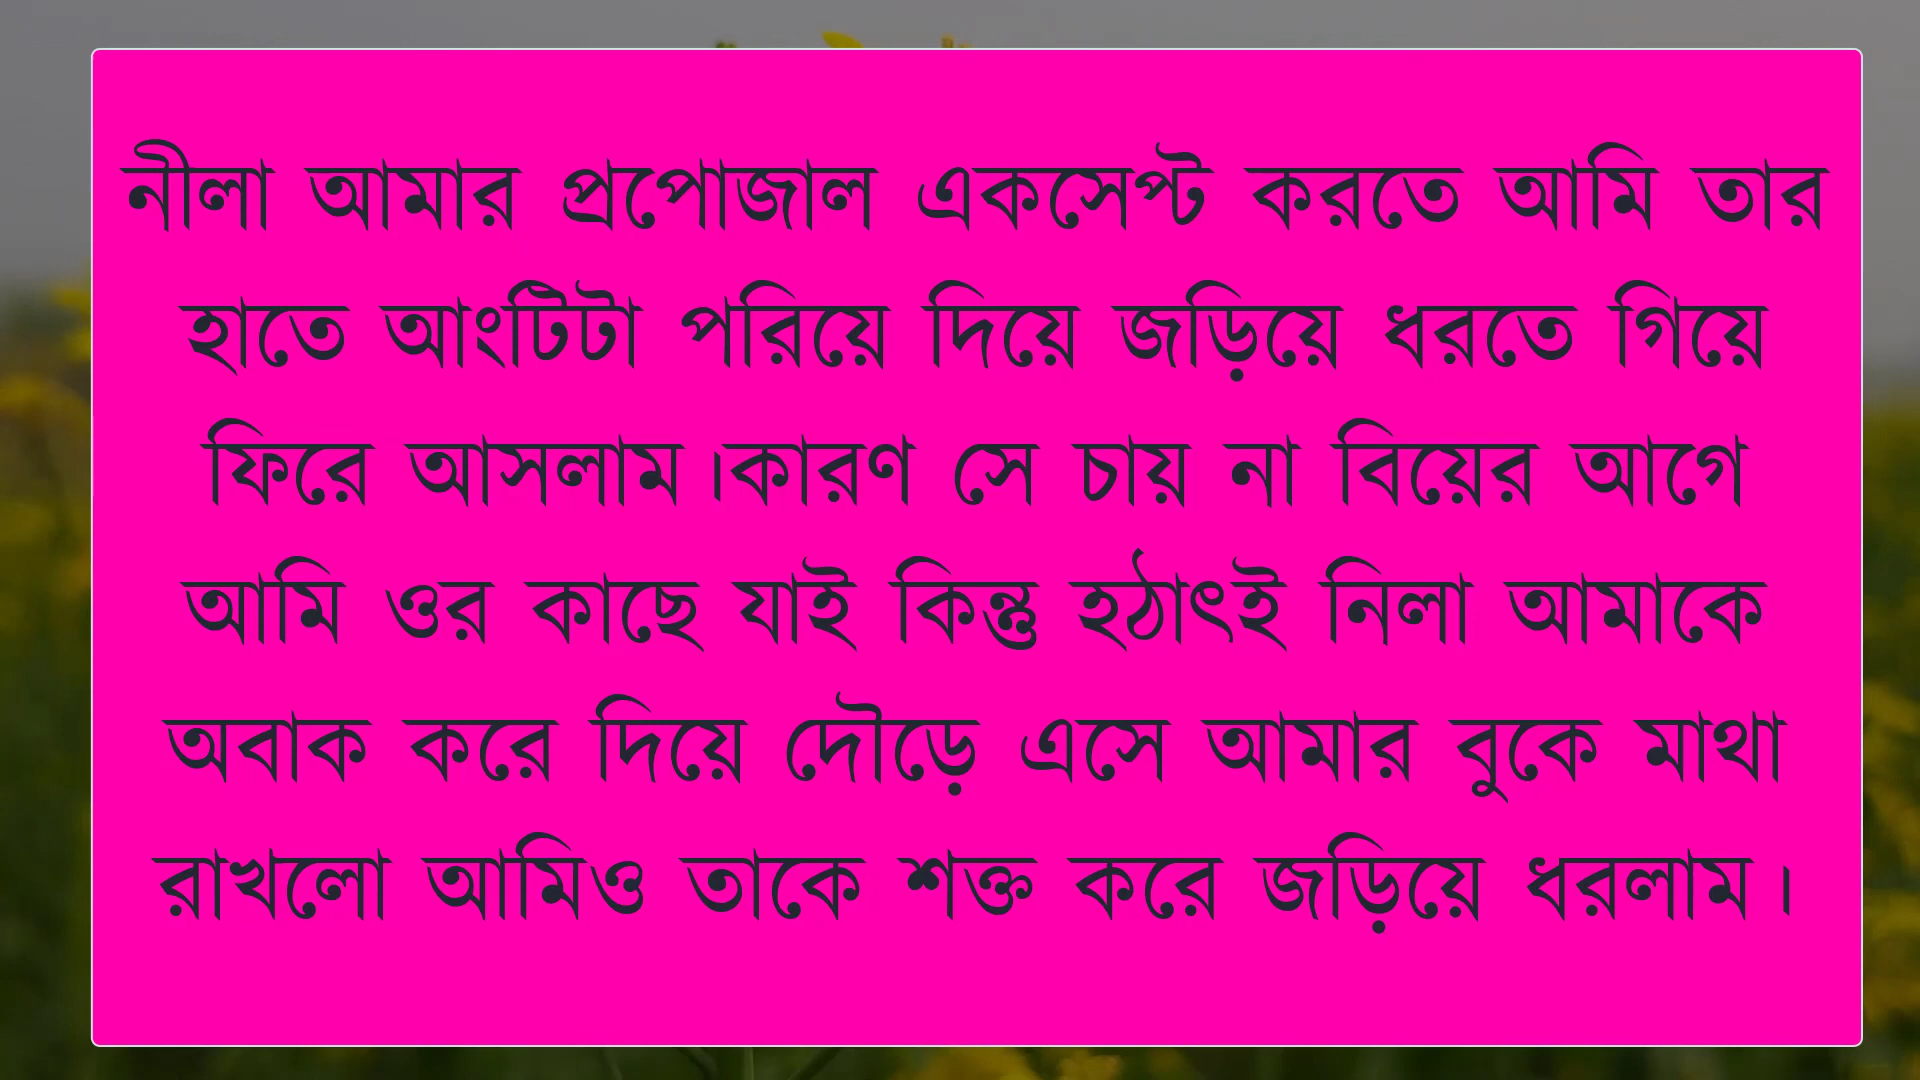 নীলা আমার প্রপোজাল একসেপ্ট করতে আমি তার
হাতে আংটিটা পরিয়ে দিয়ে জড়িয়ে ধরতে গিয়ে
ফিরে আসলাম।কারণ সে চায় না বিয়ের আগে
আমি ওর কাছে যাই কিন্তু হঠাৎই নিলা আমাকে
অবাক করে দিয়ে দৌড়ে এসে আমার বুকে মাথা
রাখলো আমিও তাকে শক্ত করে জড়িয়ে ধরলাম।